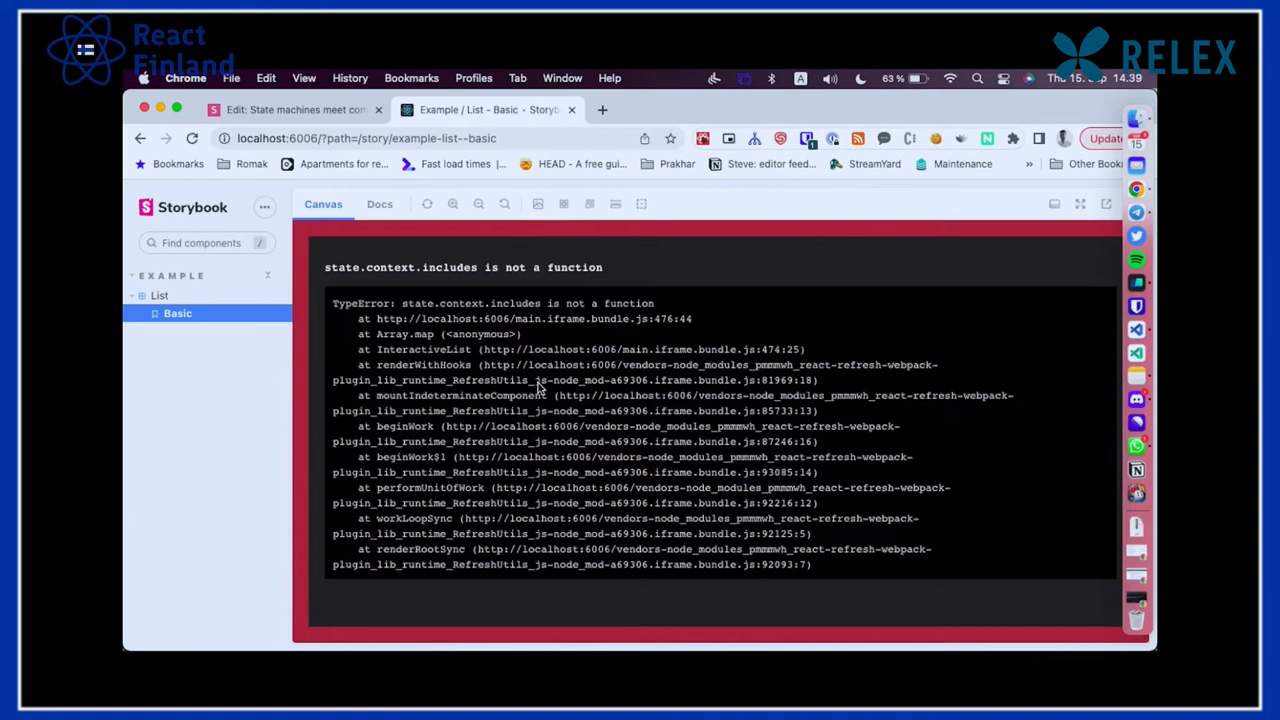 React
Finland
RELEX
Chrome File Edit View History Bookmarks Profiles Tab Window Help
A 63 % Thu 15. Sep 14.39
Edit: State machines meet com
Example / List - Basic · Storyb
localhost:6006/?path=/story/example-list--basic
Update
Bookmarks Romak Apartments for re... Fast load times (... HEAD - A free gui... Prakhar Steve: editor feed... StreamYard Maintenance » Other Book
Storybook
Canvas Docs
Find components /
EXAMPLE
List
Basic
state.context.includes is not a function
TypeError: state.context.includes is not a function
at http://localhost:6006/main.iframe.bundle.js:476:44
at Array.map (<anonymous>)
at InteractiveList (http://localhost:6006/main.iframe.bundle.js:474:25)
at renderWithHooks (http://localhost:6006/vendors-node_modules_pmmmwh_react-refresh-webpack-
plugin_lib_runtime_RefreshUtils_js-node_mod-a69306.iframe.bundle.js:81969:18)
at mountIndeterminateComponent (http://localhost:6006/vendors-node_modules_pmmmwh_react-refresh-webpack-
plugin_lib_runtime_RefreshUtils_js-node_mod-a69306.iframe.bundle.js:85733:13)
at beginWork (http://localhost:6006/vendors-node_modules_pmmmwh_react-refresh-webpack-
plugin_lib_runtime_RefreshUtils_js-node_mod-a69306.iframe.bundle.js:87246:16)
at beginWork$1 (http://localhost:6006/vendors-node_modules_pmmmwh_react-refresh-webpack-
plugin_lib_runtime_RefreshUtils_js-node_mod-a69306.iframe.bundle.js:93085:14)
at performUnitOfWork (http://localhost:6006/vendors-node_modules_pmmmwh_react-refresh-webpack-
plugin_lib_runtime_RefreshUtils_js-node_mod-a69306.iframe.bundle.js:92216:12)
at workLoopSync (http://localhost:6006/vendors-node_modules_pmmmwh_react-refresh-webpack-
plugin_lib_runtime_RefreshUtils_js-node_mod-a69306.iframe.bundle.js:92125:5)
at renderRootSync (http://localhost:6006/vendors-node_modules_pmmmwh_react-refresh-webpack-
plugin_lib_runtime_RefreshUtils_js-node_mod-a69306.iframe.bundle.js:92093:7)